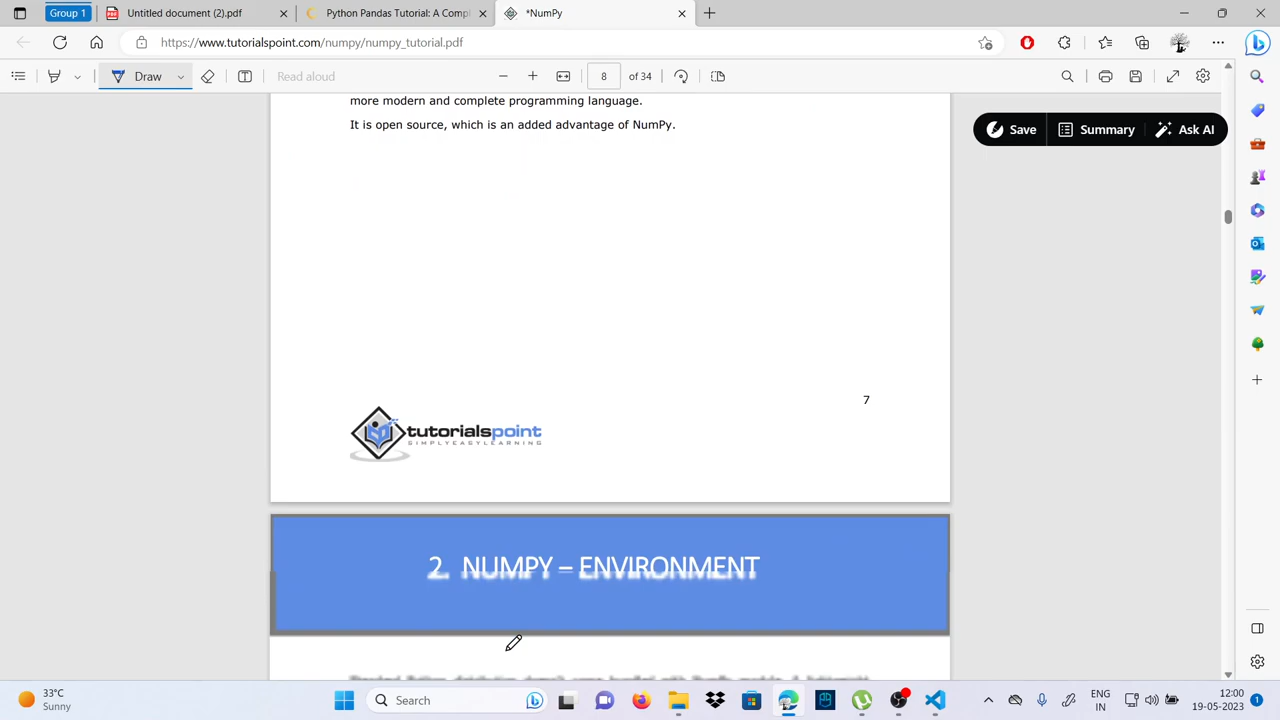 Group 1
Untitled document (2).pdf
Python Pandas Tutorial: A Compl
*NumPy
https://www.tutorialspoint.com/numpy/numpy_tutorial.pdf
Draw
Read aloud
8
of 34
more modern and complete programming language.
It is open source, which is an added advantage of NumPy.
Save
Summary
Ask AI
7
tutorialspoint
SIMPLYEASYLEARNING
2. NUMPY – ENVIRONMENT
33°C
Sunny
Search
ENG
IN
12:00
19-05-2023
1